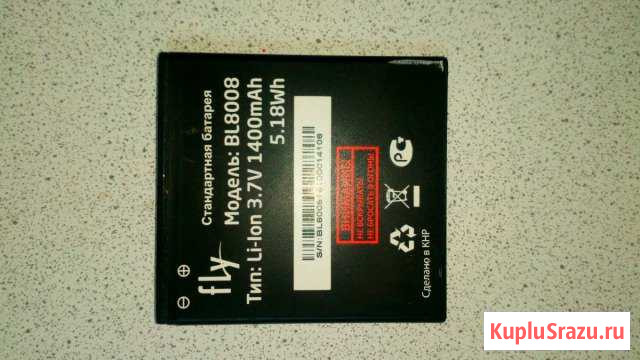 fly
Стандартная батарея
Модель: BL8008
Тип: Li-Ion 3.7V 1400mAh
5.18Wh
ВНИМАНИЕ!
НЕ ВСКРЫВАТЬ!
НЕ БРОСАТЬ В ОГОНЬ!
Сделано в КНР
KupluSrazu.ru